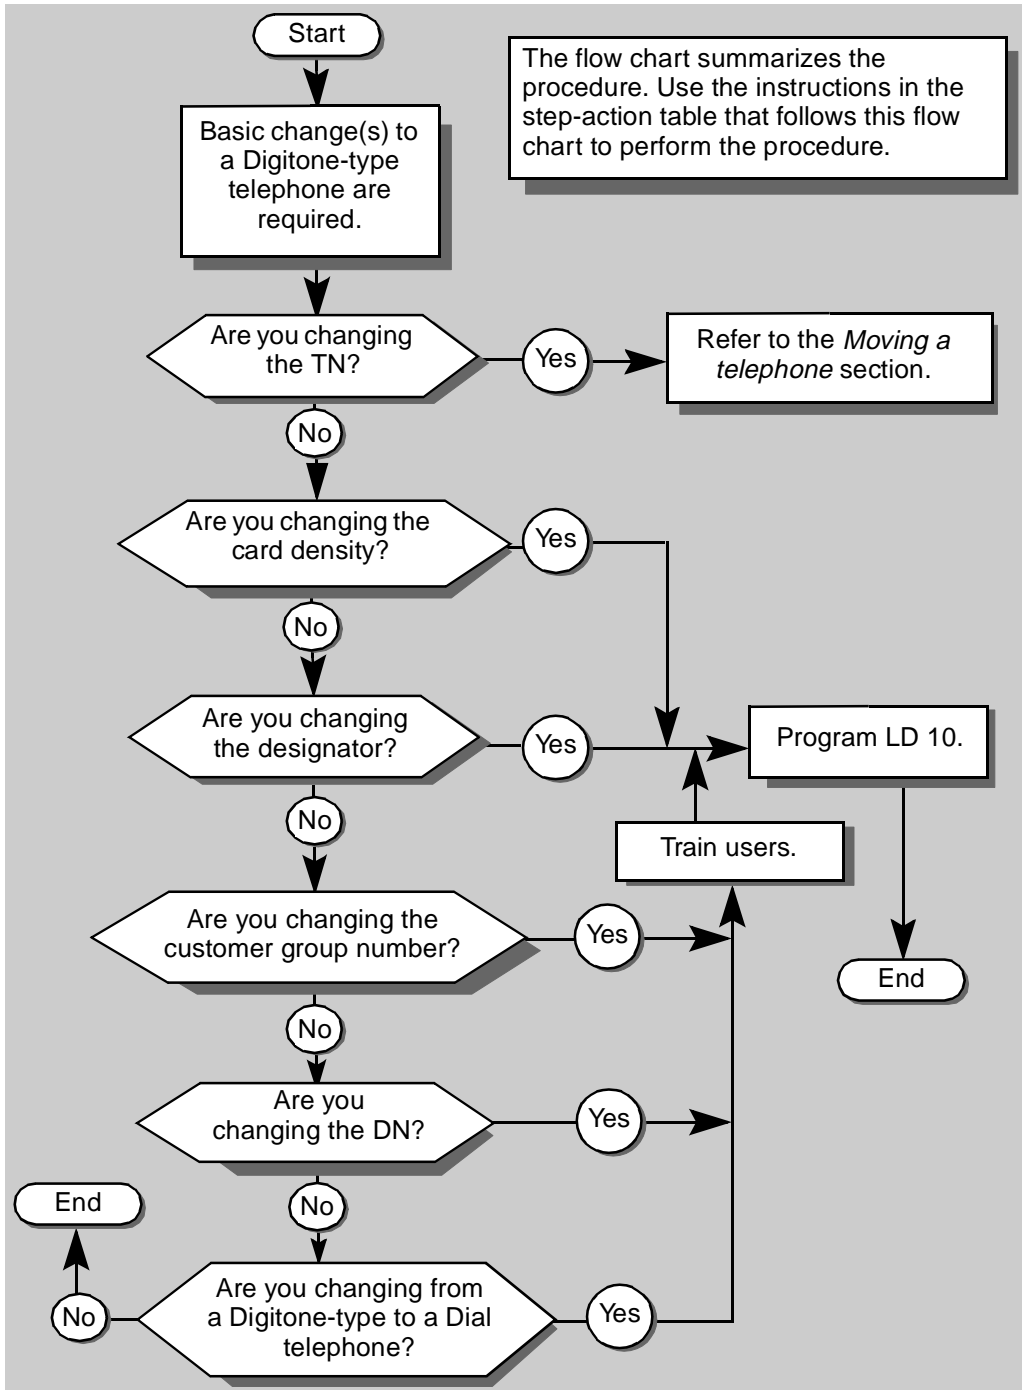 Start
The flow chart summarizes the
procedure. Use the instructions in the
step-action table that follows this flow
chart to perform the procedure.
Basic change(s) to
a Digitone-type
telephone are
required.
Are you changing
the TN?
Yes
Refer to the Moving a
telephone section.
No
Are you changing the
card density?
Yes
No
Are you changing
the designator?
Yes
Program LD 10.
No
Train users.
Are you changing the
customer group number?
Yes
End
No
Are you
changing the DN?
Yes
No
End
Are you changing from
a Digitone-type to a Dial
telephone?
Yes
No